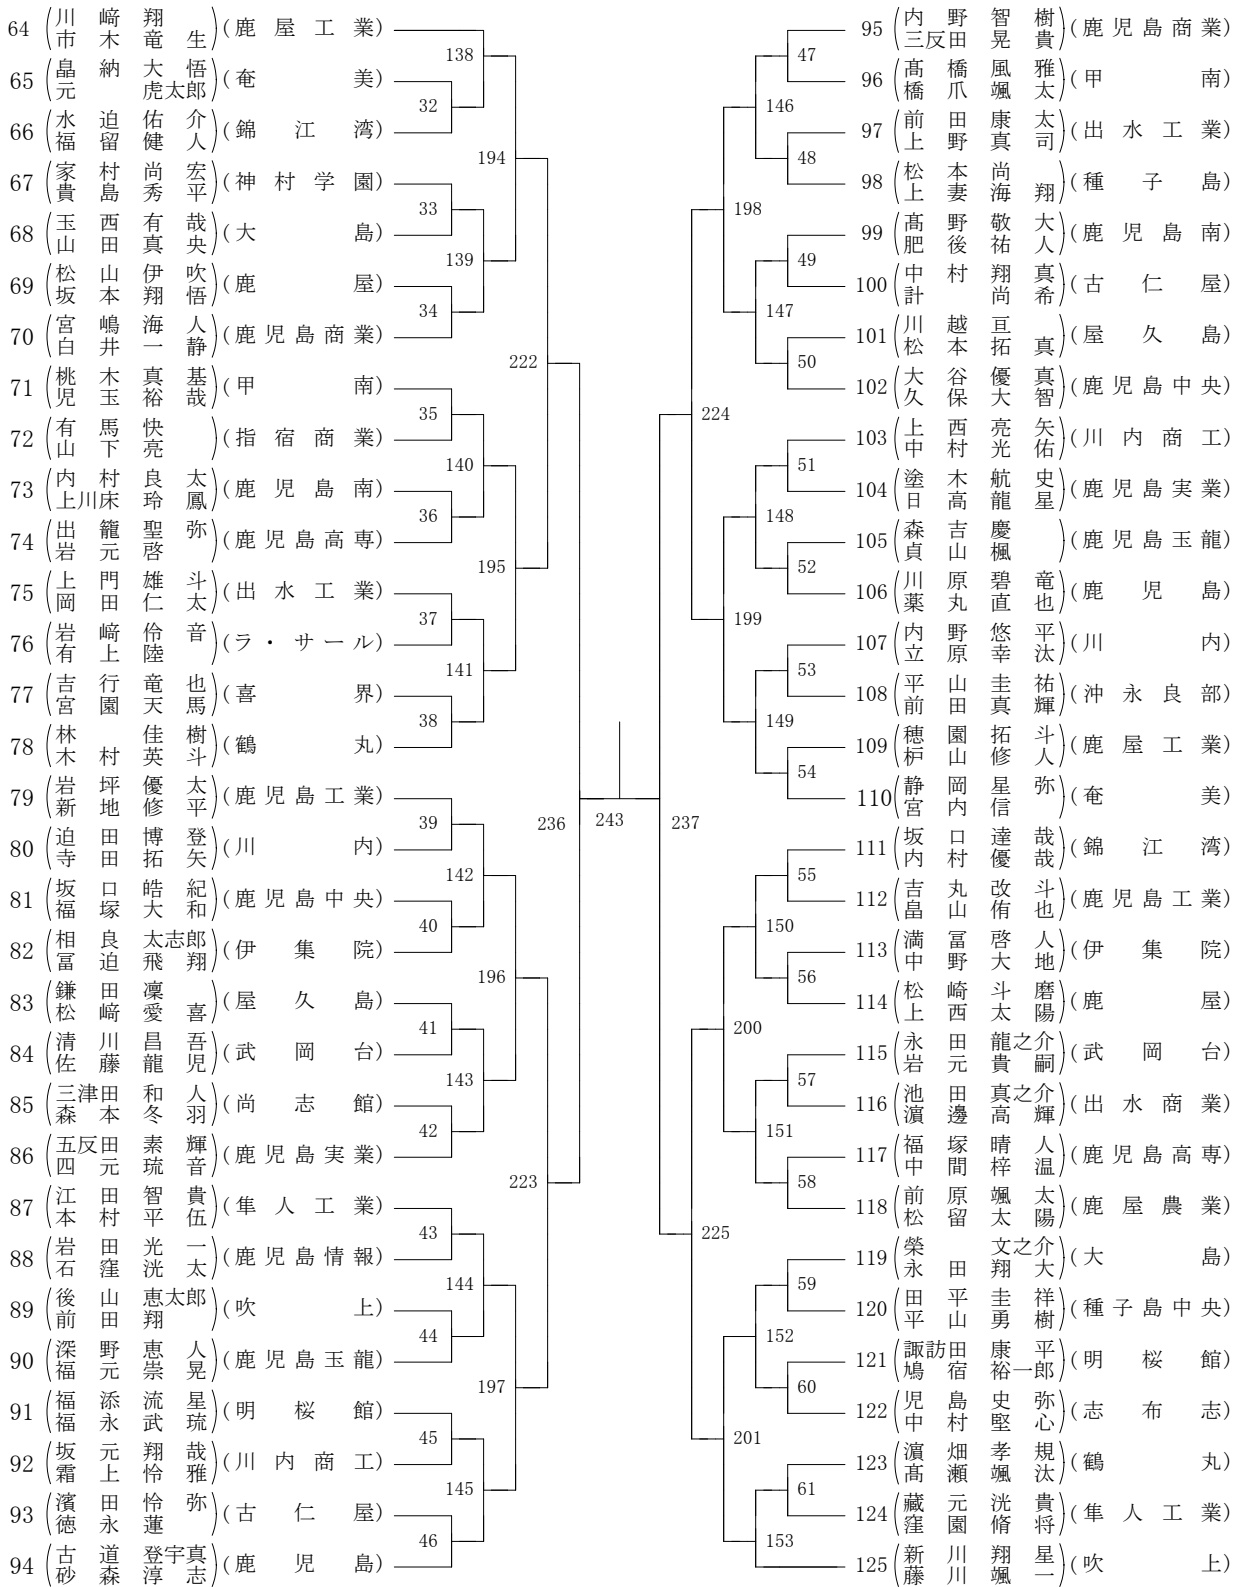 64 (川﨑翔 市木竜生) (鹿屋工業)
65 (畠納大悟 元虎太郎) (奄美)
66 (水迫佑介 福留健人) (錦江湾)
67 (家村尚宏 貴島秀平) (神村学園)
68 (玉西有哉 山田真央) (大島)
69 (松山伊吹 坂本翔悟) (鹿屋)
70 (宮嶋海人 白井一静) (鹿児島商業)
71 (桃木真基 児玉裕哉) (甲南)
72 (有馬快 山下亮) (指宿商業)
73 (内村良太 上川床玲鳳) (鹿児島南)
74 (出籠聖弥 岩元啓) (鹿児島高専)
75 (上門雄斗 岡田仁太) (出水工業)
76 (岩﨑伶音 有上陸) (ラ・サール)
77 (吉行竜也 宮園天馬) (喜界)
78 (林佳樹 木村英斗) (鶴丸)
79 (岩坪優太 新地修平) (鹿児島工業)
80 (迫田博登 寺田拓矢) (川内)
81 (坂口皓紀 福塚大和) (鹿児島中央)
82 (相良太志郎 冨迫飛翔) (伊集院)
83 (鎌田凜 松﨑愛喜) (屋久島)
84 (清川昌吾 佐藤龍児) (武岡台)
85 (三津田和人 森本冬羽) (尚志館)
86 (五反田素輝 四元琉音) (鹿児島実業)
87 (江田智貴 本村平伍) (隼人工業)
88 (岩田光一 石窪洸太) (鹿児島情報)
89 (後山恵太郎 前田翔) (吹上)
90 (深野恵人 福元崇晃) (鹿児島玉龍)
91 (福添流星 福永武琉) (明桜館)
92 (坂元翔哉 霜上怜雅) (川内商工)
93 (濱田怜弥 徳永蓮) (古仁屋)
94 (古道登宇真 砂森淳志) (鹿児島)
138
32
194
33
139
34
222
35
140
36
195
37
141
38
236
39
142
40
196
41
143
42
223
43
144
44
197
45
145
46
243
237
47
146
48
198
49
147
50
224
51
148
52
199
53
149
54
55
150
56
200
57
151
58
225
59
152
60
201
61
153
95 (内野智樹 三反田晃貴) (鹿児島商業)
96 (髙橋風雅 橋爪颯太) (甲南)
97 (前田康太 上野真司) (出水工業)
98 (松本尚 上妻海翔) (種子島)
99 (髙野敬大 肥後祐人) (鹿児島南)
100 (中村翔真 計尚希) (古仁屋)
101 (川越亘 松本拓真) (屋久島)
102 (大谷優真 久保大智) (鹿児島中央)
103 (上西亮矢 中村光佑) (川内商工)
104 (塗木航史 日高龍星) (鹿児島実業)
105 (森吉慶 貞山楓) (鹿児島玉龍)
106 (川原碧竜 薬丸直也) (鹿児島)
107 (内野悠平 立原幸汰) (川内)
108 (平山圭祐 前田真輝) (沖永良部)
109 (穂園拓斗 枦山修人) (鹿屋工業)
110 (静岡星弥 宮内信) (奄美)
111 (坂口達哉 内村優哉) (錦江湾)
112 (吉丸改斗 畠山侑也) (鹿児島工業)
113 (満冨啓人 中野大地) (伊集院)
114 (松崎斗磨 上西太陽) (鹿屋)
115 (永田龍之介 岩元貴嗣) (武岡台)
116 (池田真之介 濵邊高輝) (出水商業)
117 (福塚晴人 中間梓温) (鹿児島高専)
118 (前原颯太 松留太陽) (鹿屋農業)
119 (榮文之介 永田翔大) (大島)
120 (田平圭祥 平山勇樹) (種子島中央)
121 (諏訪田康平 鳩宿裕一郎) (明桜館)
122 (児島史弥 中村堅心) (志布志)
123 (濵畑孝規 髙瀬颯汰) (鶴丸)
124 (藏元洸貴 窪園脩将) (隼人工業)
125 (新川翔星 藤川颯一) (吹上)